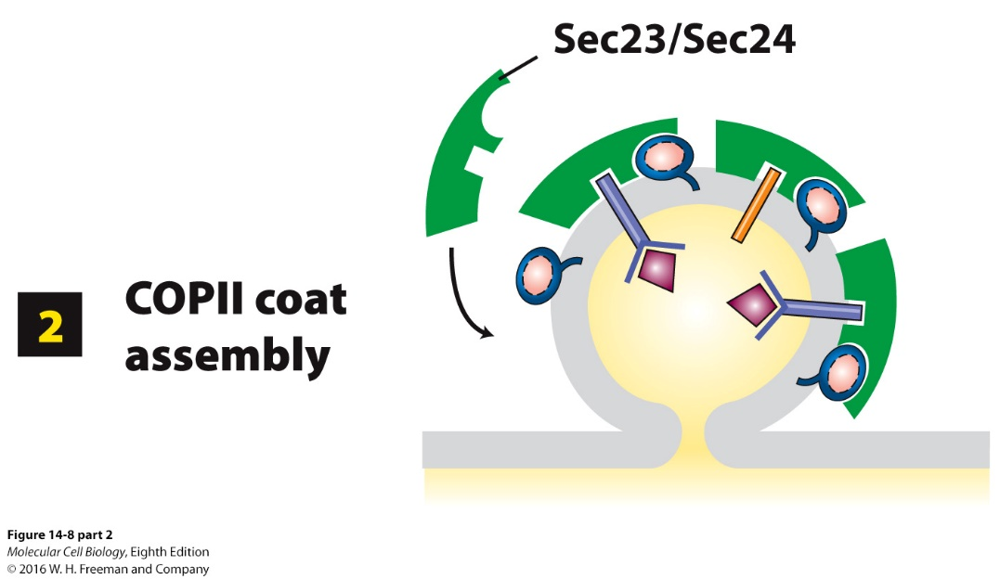 Sec23/Sec24
2
COPII coat
assembly
Figure 14-8 part 2
Molecular Cell Biology, Eighth Edition
© 2016 W. H. Freeman and Company